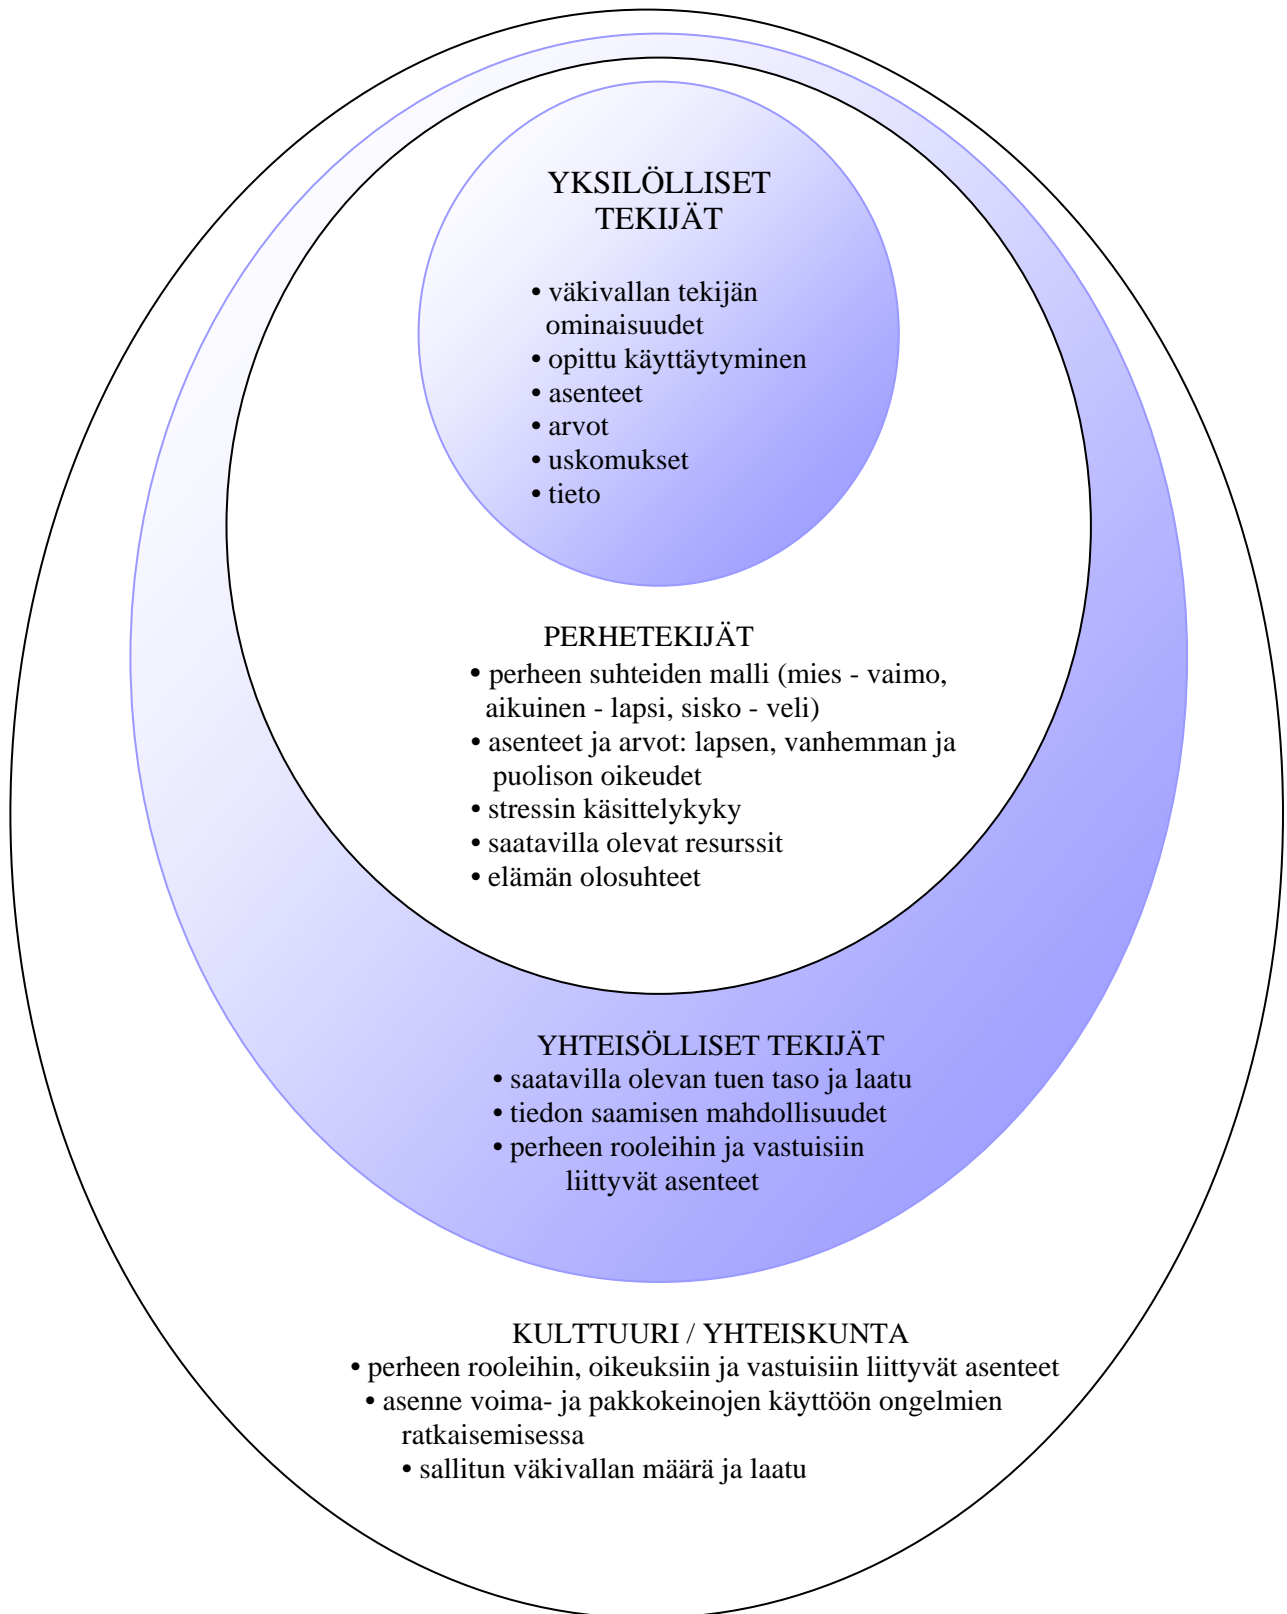 YKSILÖLLISET
TEKIJÄT
• väkivallan tekijän
ominaisuudet
• opittu käyttäytyminen
• asenteet
• arvot
• uskomukset
• tieto
PERHETEKIJÄT
• perheen suhteiden malli (mies - vaimo,
aikuinen - lapsi, sisko - veli)
• asenteet ja arvot: lapsen, vanhemman ja
puolison oikeudet
• stressin käsittelykyky
• saatavilla olevat resurssit
• elämän olosuhteet
YHTEISÖLLISET TEKIJÄT
• saatavilla olevan tuen taso ja laatu
• tiedon saamisen mahdollisuudet
• perheen rooleihin ja vastuisiin
liittyvät asenteet
KULTTUURI / YHTEISKUNTA
• perheen rooleihin, oikeuksiin ja vastuisiin liittyvät asenteet
• asenne voima- ja pakkokeinojen käyttöön ongelmien
ratkaisemisessa
• sallitun väkivallan määrä ja laatu